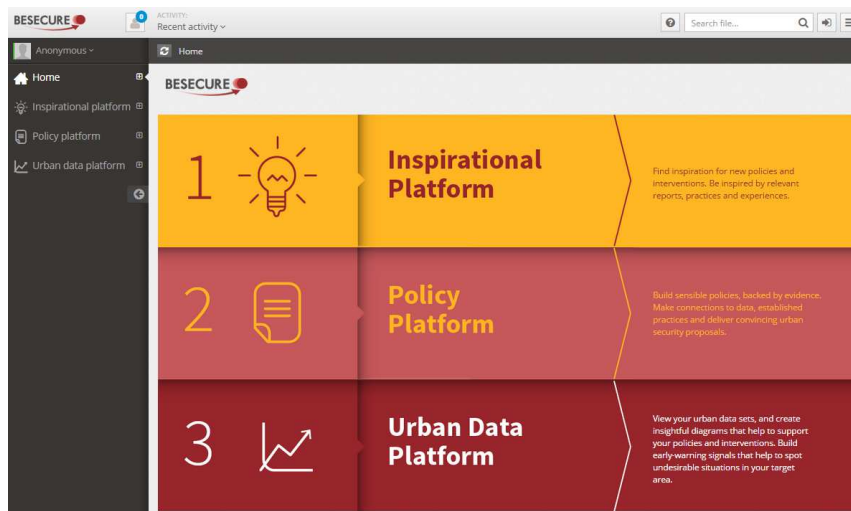 BESECURE
0
ACTIVITY:
Recent activity
Search file...
Anonymous
Home
Home
Inspirational platform
Policy platform
Urban data platform
BESECURE
1
Inspirational
Platform
Find inspiration for new policies and
interventions. Be inspired by relevant
reports, practices and experiences.
2
Policy
Platform
Build sensible policies, backed by evidence.
Make connections to data, established
practices and deliver convincing urban
security proposals.
3
Urban Data
Platform
View your urban data sets, and create
insightful diagrams that help to support
your policies and interventions. Build
early-warning signals that help to spot
undesirable situations in your target
area.